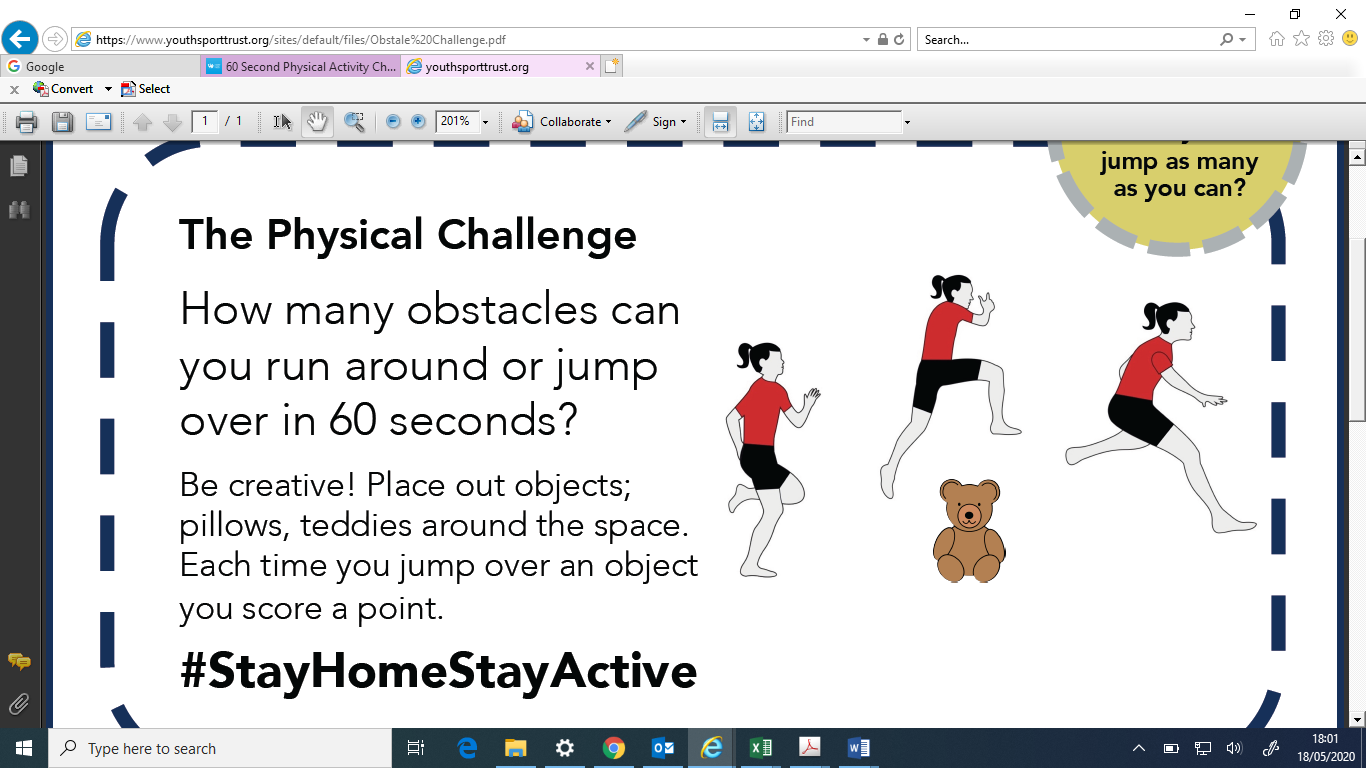 https://www.youthsporttrust.org/sites/default/files/Obstale%20Challenge.pdf
Search...
Google
60 Second Physical Activity Ch...
youthsporttrust.org
x Convert Select
1 / 1
201%
Collaborate
Sign
Find
jump as many
as you can?
The Physical Challenge
How many obstacles can
you run around or jump
over in 60 seconds?
Be creative! Place out objects;
pillows, teddies around the space.
Each time you jump over an object
you score a point.
#StayHomeStayActive
Type here to search
18:01
18/05/2020